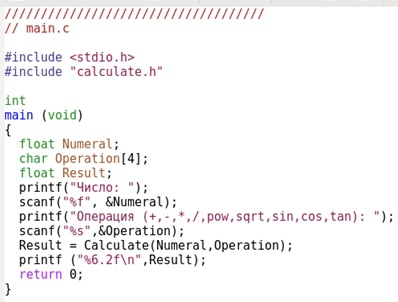 ////////////////////////////////////
// main.c
#include <stdio.h>
#include "calculate.h"
int
main (void)
{
float Numeral;
char Operation[4];
float Result;
printf("Число: ");
scanf("%f", &Numeral);
printf("Операция (+,-,*,/,pow,sqrt,sin,cos,tan): ");
scanf("%s",&Operation);
Result = Calculate(Numeral,Operation);
printf ("%6.2f\n",Result);
return 0;
}